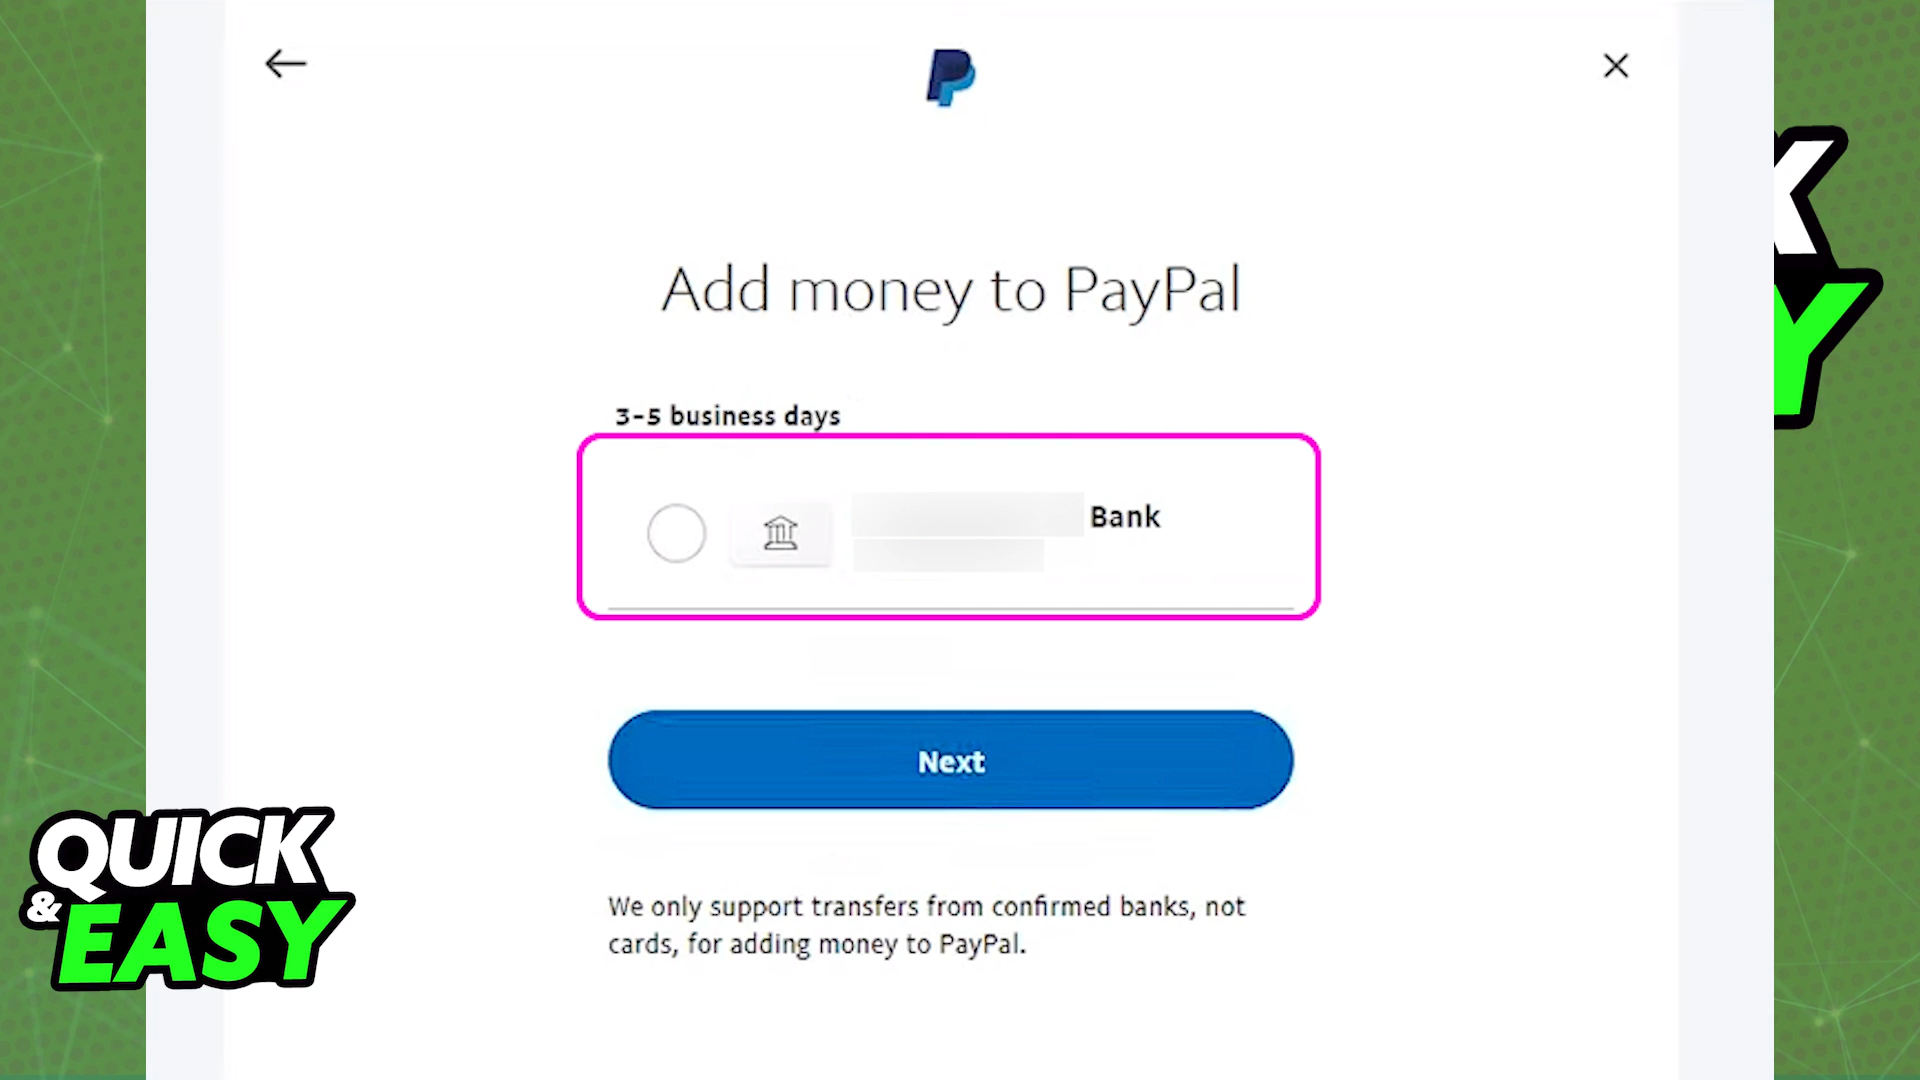 Add money to PayPal
3-5 business days
Bank
Next
We only support transfers from confirmed banks, not
cards, for adding money to PayPal.
QUICK
&EASY
K
Y